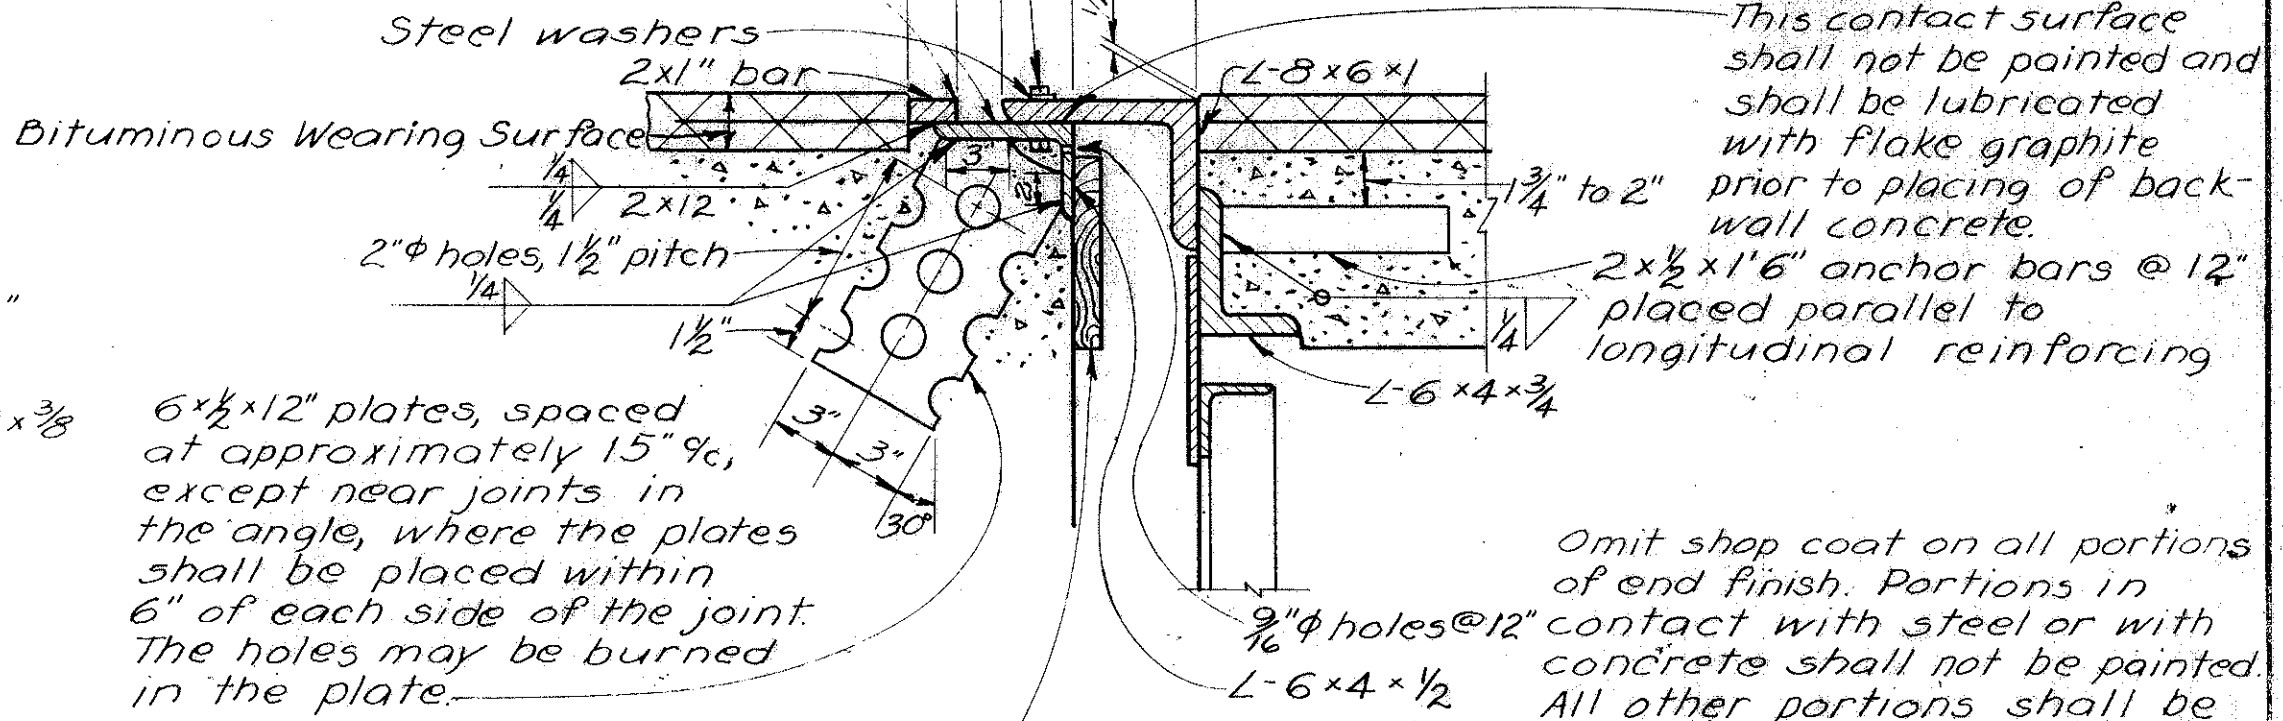 Steel washers
2x1" bar
Bituminous Wearing Surface
1/4
1/4
2x12
2"φ holes, 1 1/2" pitch
1/4
1 1/2"
"
x 3/8
6x1/2x12" plates, spaced
at approximately 15" %c,
except near joints in
the angle, where the plates
shall be placed within
6" of each side of the joint.
The holes may be burned
in the plate.
3"
2"
3"
3"
30°
L-8x6x1
This contact surface
shall not be painted and
shall be lubricated
with flake graphite
prior to placing of back-
wall concrete.
1 3/4" to 2"
2x1/2x1'6" anchor bars @ 12"
placed parallel to
longitudinal reinforcing
1/4
L-6x4x3/4
9/16"φ holes@12"
L-6x4x1/2
Omit shop coat on all portions
of end finish. Portions in
contact with steel or with
concrete shall not be painted.
All other portions shall be